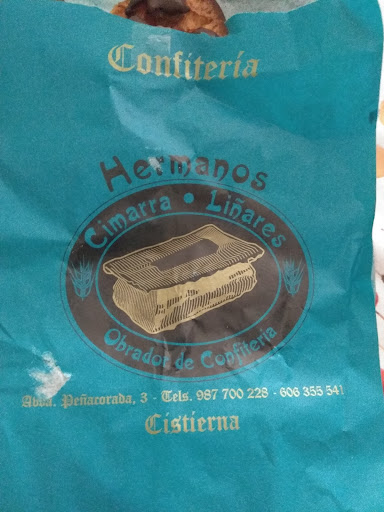 Confitería
Hermanos
Cimarra • Liñares
Obrador de Confitería
Avda. Peñacorada, 3 - Tels. 987 700 228 - 606 355 541
Cistierna